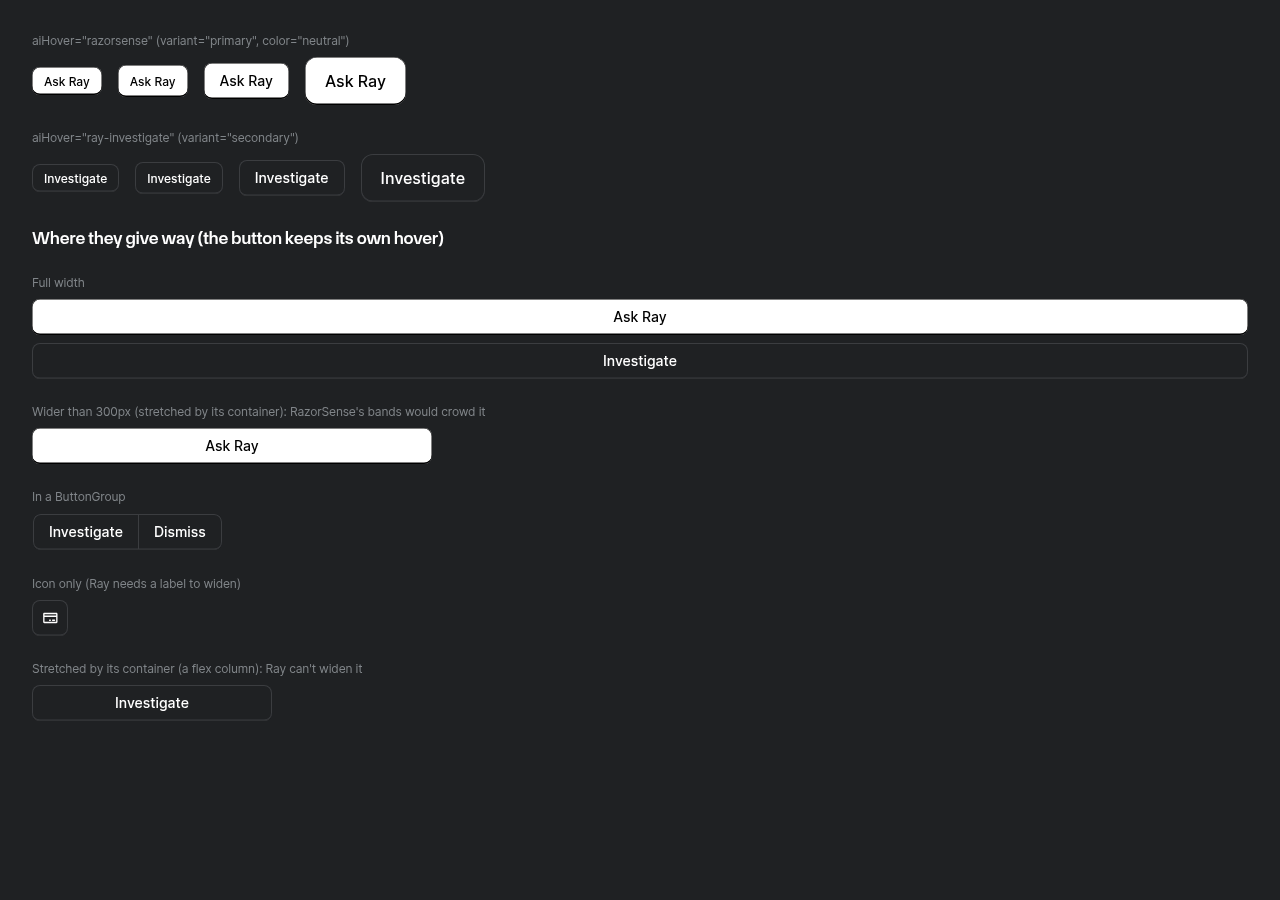 aiHover="razorsense" (variant="primary", color="neutral")
Ask Ray Ask Ray Ask Ray Ask Ray
aiHover="ray-investigate" (variant="secondary")
Investigate Investigate Investigate Investigate
Where they give way (the button keeps its own hover)
Full width
Ask Ray
Investigate
Wider than 300px (stretched by its container): RazorSense's bands would crowd it
Ask Ray
In a ButtonGroup
Investigate Dismiss
Icon only (Ray needs a label to widen)
Stretched by its container (a flex column): Ray can't widen it
Investigate